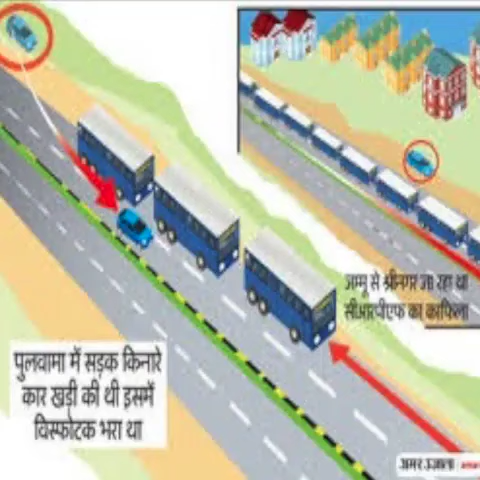 जम्मू से श्रीनगर जा रहा था
सीआरपीएफ का काफिला
पुलवामा में सड़क किनारे
कार खड़ी की थी इसमें
विस्फोटक भरा था
अमर उजाला